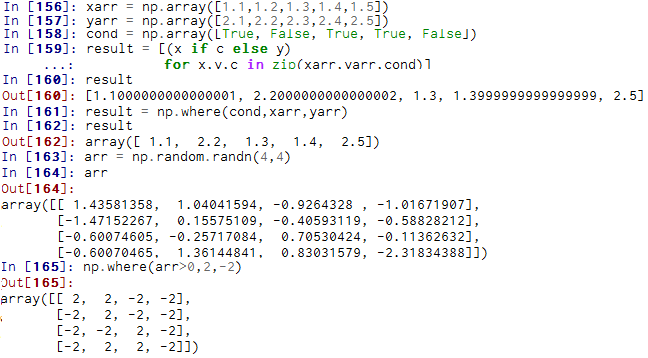 In [156]: xarr = np.array([1.1,1.2,1.3,1.4,1.5])
In [157]: yarr = np.array([2.1,2.2,2.3,2.4,2.5])
In [158]: cond = np.array([True, False, True, True, False])
In [159]: result = [(x if c else y)
...: for x,y,c in zip(xarr,yarr,cond)]
In [160]: result
Out[160]: [1.1000000000000001, 2.2000000000000002, 1.3, 1.3999999999999999, 2.5]
In [161]: result = np.where(cond,xarr,yarr)
In [162]: result
Out[162]: array([ 1.1, 2.2, 1.3, 1.4, 2.5])
In [163]: arr = np.random.randn(4,4)
In [164]: arr
Out[164]:
array([[ 1.43581358, 1.04041594, -0.9264328 , -1.01671907],
[-1.47152267, 0.15575109, -0.40593119, -0.58828212],
[-0.60074605, -0.25717084, 0.70530424, -0.11362632],
[-0.60070465, 1.36144841, 0.83031579, -2.31834388]])
In [165]: np.where(arr>0,2,-2)
Out[165]:
array([[ 2, 2, -2, -2],
[-2, 2, -2, -2],
[-2, -2, 2, -2],
[-2, 2, 2, -2]])